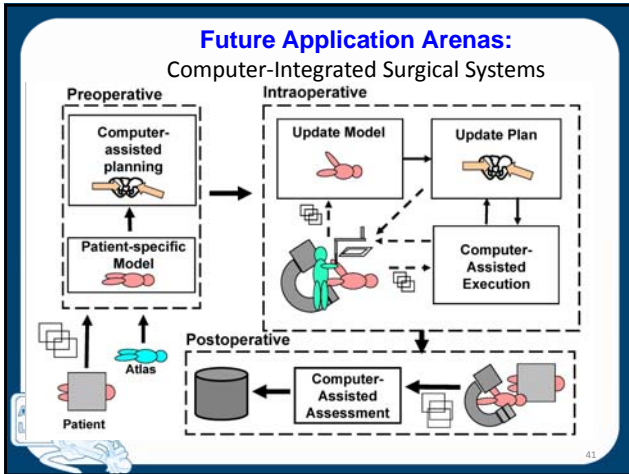 Future Application Arenas:
Computer-Integrated Surgical Systems
Preoperative
Computer-
assisted
planning
Patient-specific
Model
Atlas
Patient
Intraoperative
Update Model
Update Plan
Computer-
Assisted
Execution
Postoperative
Computer-
Assisted
Assessment
41